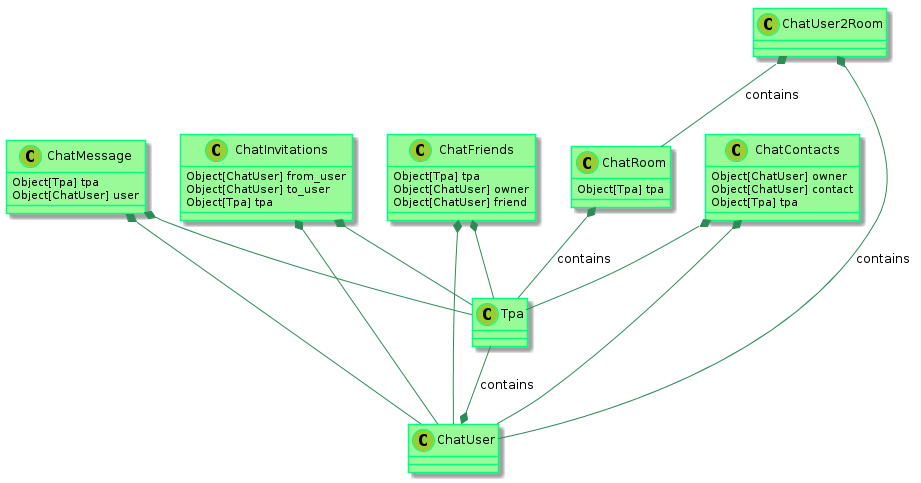 C ChatUser2Room
contains
C ChatMessage
Object[Tpa] tpa
Object[ChatUser] user
C ChatInvitations
Object[ChatUser] from_user
Object[ChatUser] to_user
Object[Tpa] tpa
C ChatFriends
Object[Tpa] tpa
Object[ChatUser] owner
Object[ChatUser] friend
C ChatRoom
Object[Tpa] tpa
C ChatContacts
Object[ChatUser] owner
Object[ChatUser] contact
Object[Tpa] tpa
contains
contains
C Tpa
contains
C ChatUser